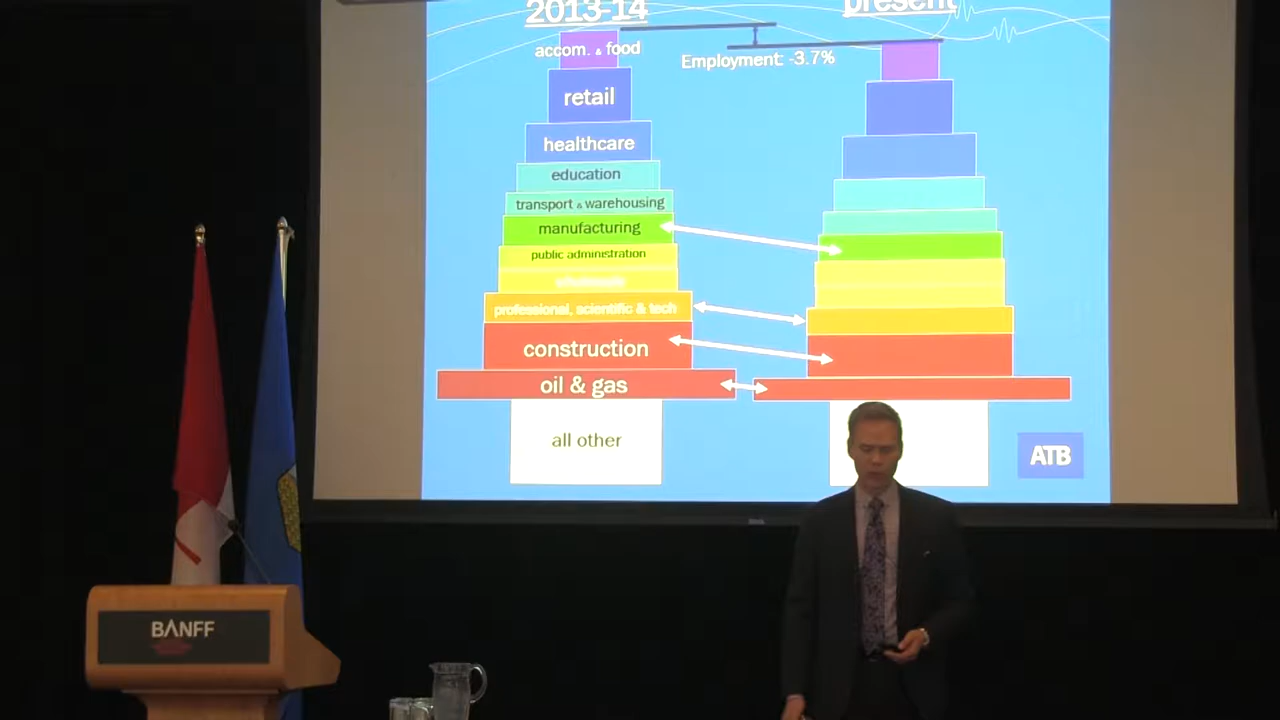 2013-14
present
accom. & food
Employment: -3.7%
retail
healthcare
education
transport & warehousing
manufacturing
public administration
professional, scientific & tech
construction
oil & gas
all other
ATB
BANFF